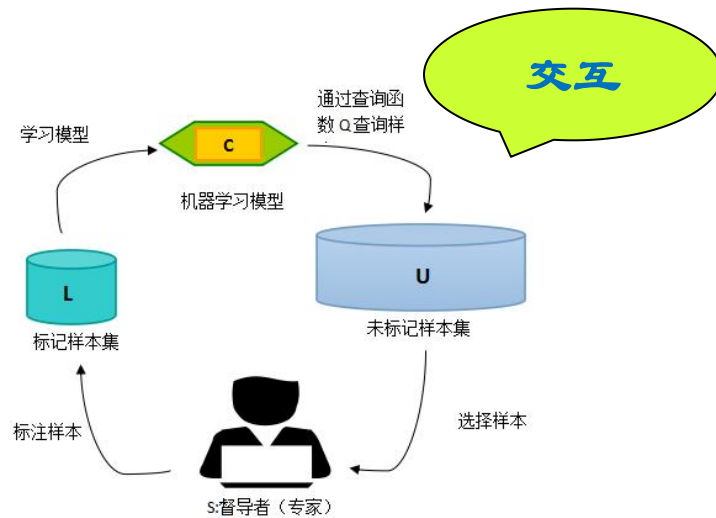 交互
通过查询函
数 Q查询样
学习模型
C
机器学习模型
L
U
标记样本集
未标记样本集
标注样本
选择样本
S:督导者（专家）